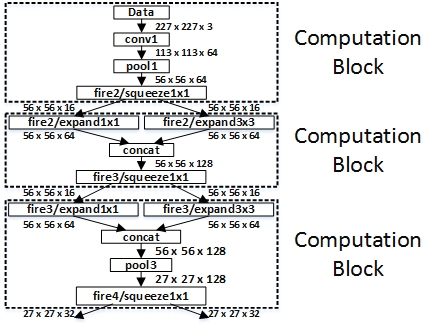 Data
227 x 227 x 3
conv1
113 x 113 x 64
pool1
56 x 56 x 64
fire2/squeeze1x1
Computation
Block
56 x 56 x 16 56 x 56 x 16
fire2/expand1x1 fire2/expand3x3
56 x 56 x 64 56 x 56 x 64
concat
56 x 56 x 128
fire3/squeeze1x1
Computation
Block
56 x 56 x 16 56 x 56 x 16
fire3/expand1x1 fire3/expand3x3
56 x 56 x 64 56 x 56 x 64
concat
56 x 56 x 128
pool3
27 x 27 x 128
fire4/squeeze1x1
Computation
Block
27 x 27 x 32 27 x 27 x 32